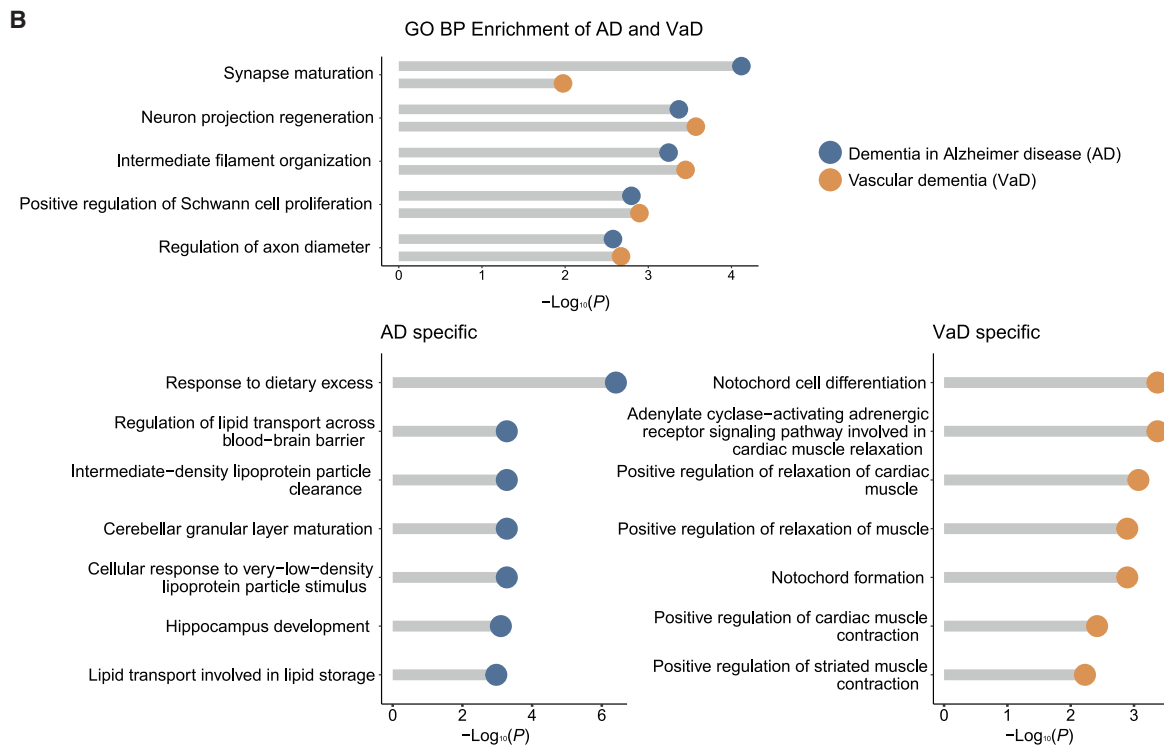 B
GO BP Enrichment of AD and VaD
Synapse maturation
Neuron projection regeneration
Intermediate filament organization
Positive regulation of Schwann cell proliferation
Regulation of axon diameter
0 1 2 3 4
−Log₁₀(P)
Dementia in Alzheimer disease (AD)
Vascular dementia (VaD)
AD specific
Response to dietary excess
Regulation of lipid transport across
blood−brain barrier
Intermediate−density lipoprotein particle
clearance
Cerebellar granular layer maturation
Cellular response to very−low−density
lipoprotein particle stimulus
Hippocampus development
Lipid transport involved in lipid storage
0 2 4 6
−Log₁₀(P)
VaD specific
Notochord cell differentiation
Adenylate cyclase−activating adrenergic
receptor signaling pathway involved in
cardiac muscle relaxation
Positive regulation of relaxation of cardiac
muscle
Positive regulation of relaxation of muscle
Notochord formation
Positive regulation of cardiac muscle
contraction
Positive regulation of striated muscle
contraction
0 1 2 3
−Log₁₀(P)